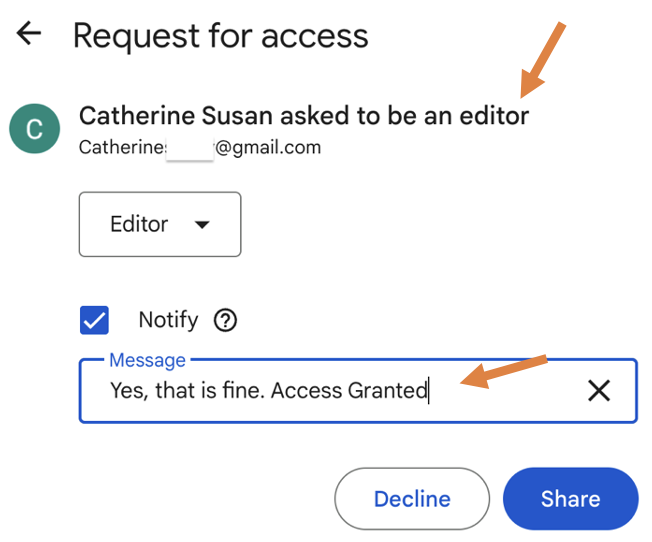 Request for access
C
Catherine Susan asked to be an editor
Catherine @gmail.com
Editor
Notify
Message
Yes, that is fine. Access Granted
Decline
Share